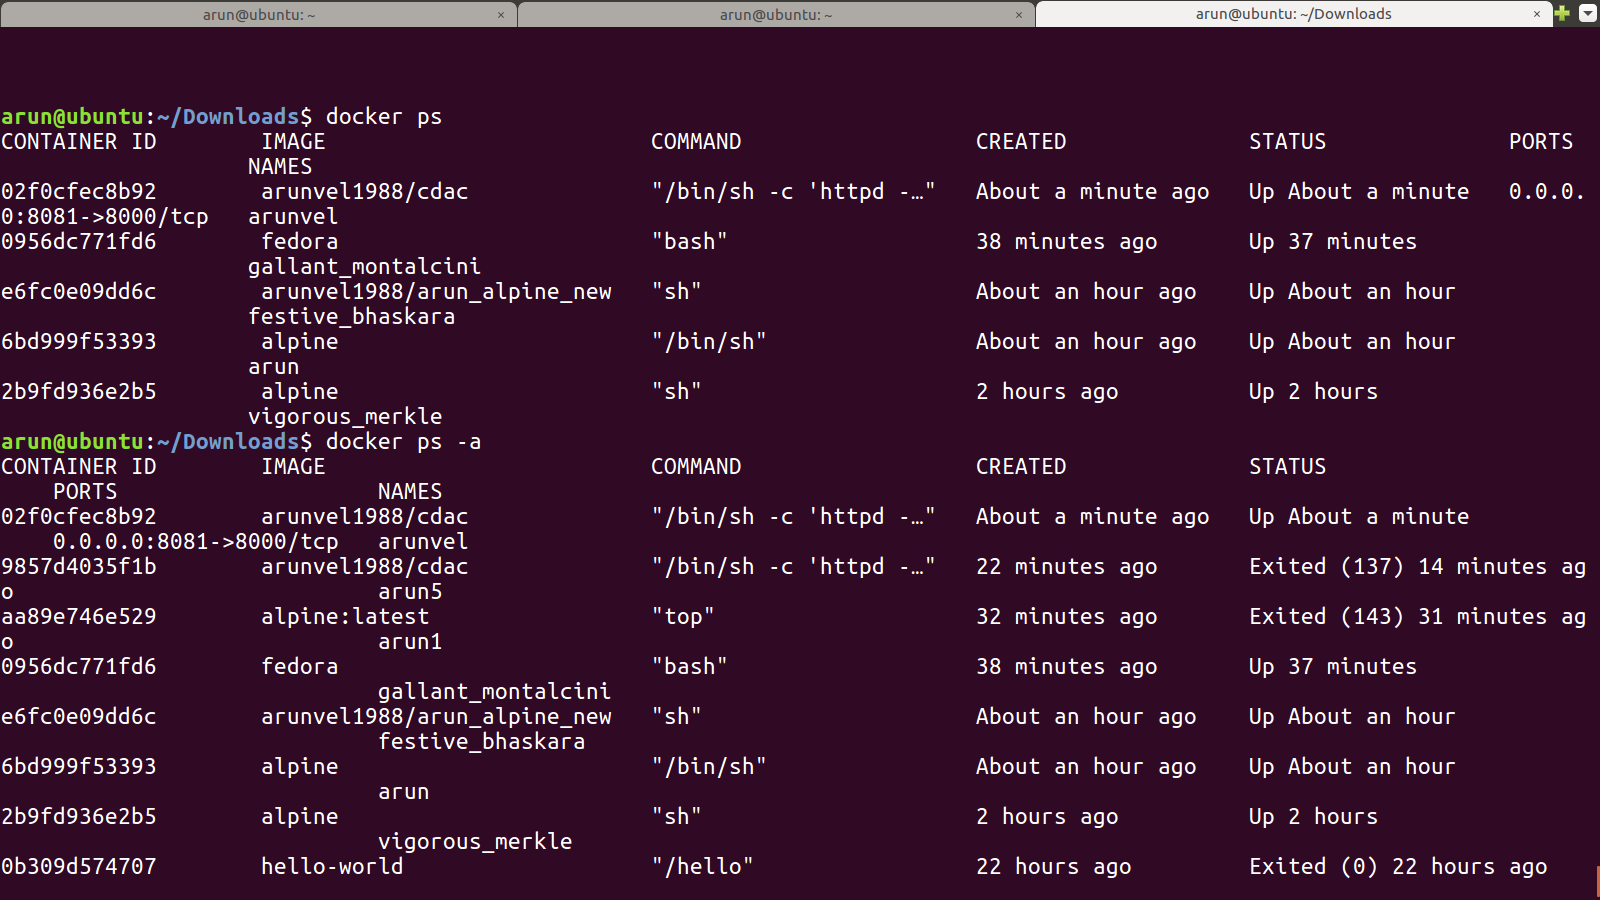 arun@ubuntu: ~ × arun@ubuntu: ~ × arun@ubuntu: ~/Downloads ×
arun@ubuntu:~/Downloads$ docker ps
CONTAINER ID        IMAGE                         COMMAND                  CREATED              STATUS              PORTS
                   NAMES
02f0cfec8b92        arunvel1988/cdac              "/bin/sh -c 'httpd -…"   About a minute ago   Up About a minute   0.0.0.
0:8081->8000/tcp   arunvel
0956dc771fd6        fedora                        "bash"                   38 minutes ago       Up 37 minutes
                   gallant_montalcini
e6fc0e09dd6c        arunvel1988/arun_alpine_new   "sh"                     About an hour ago    Up About an hour
                   festive_bhaskara
6bd999f53393        alpine                        "/bin/sh"                About an hour ago    Up About an hour
                   arun
2b9fd936e2b5        alpine                        "sh"                     2 hours ago          Up 2 hours
                   vigorous_merkle
arun@ubuntu:~/Downloads$ docker ps -a
CONTAINER ID        IMAGE                         COMMAND                  CREATED              STATUS
    PORTS                    NAMES
02f0cfec8b92        arunvel1988/cdac              "/bin/sh -c 'httpd -…"   About a minute ago   Up About a minute
    0.0.0.0:8081->8000/tcp   arunvel
9857d4035f1b        arunvel1988/cdac              "/bin/sh -c 'httpd -…"   22 minutes ago       Exited (137) 14 minutes ag
o                            arun5
aa89e746e529        alpine:latest                 "top"                    32 minutes ago       Exited (143) 31 minutes ag
o                            arun1
0956dc771fd6        fedora                        "bash"                   38 minutes ago       Up 37 minutes
                             gallant_montalcini
e6fc0e09dd6c        arunvel1988/arun_alpine_new   "sh"                     About an hour ago    Up About an hour
                             festive_bhaskara
6bd999f53393        alpine                        "/bin/sh"                About an hour ago    Up About an hour
                             arun
2b9fd936e2b5        alpine                        "sh"                     2 hours ago          Up 2 hours
                             vigorous_merkle
0b309d574707        hello-world                   "/hello"                 22 hours ago         Exited (0) 22 hours ago